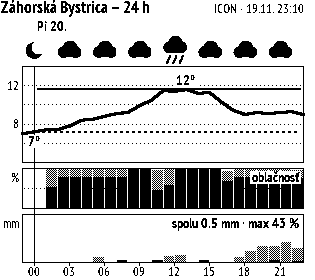 Záhorská Bystrica – 24 h
ICON · 19.11. 23:10
Pi 20.
12
12°
8
7°
%
oblačnosť
mm
spolu 0.5 mm · max 43 %
00 03 06 09 12 15 18 21